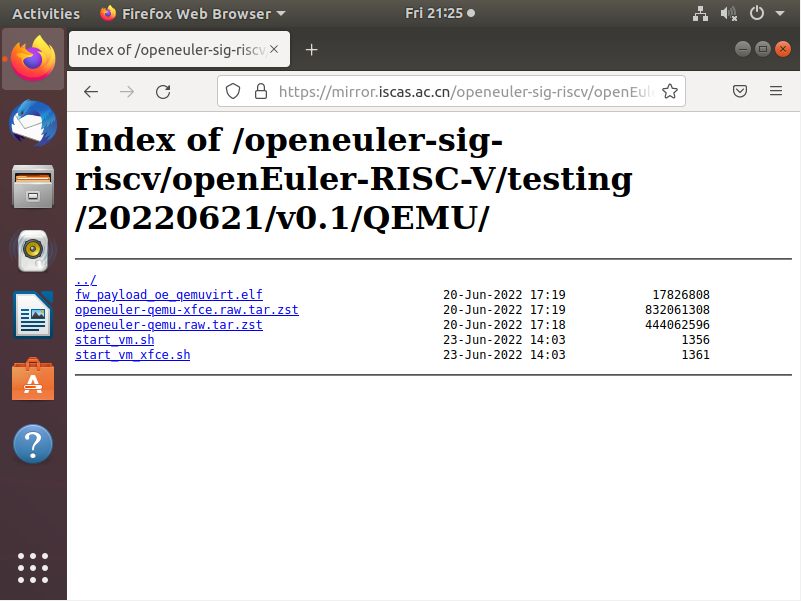 Activities Firefox Web Browser Fri 21:25
Index of /openeuler-sig-riscv
https://mirror.iscas.ac.cn/openeuler-sig-riscv/openEul
Index of /openeuler-sig-
riscv/openEuler-RISC-V/testing
/20220621/v0.1/QEMU/
../
fw_payload_oe_qemuvirt.elf 20-Jun-2022 17:19 17826808
openeuler-qemu-xfce.raw.tar.zst 20-Jun-2022 17:19 832061308
openeuler-qemu.raw.tar.zst 20-Jun-2022 17:18 444062596
start_vm.sh 23-Jun-2022 14:03 1356
start_vm_xfce.sh 23-Jun-2022 14:03 1361